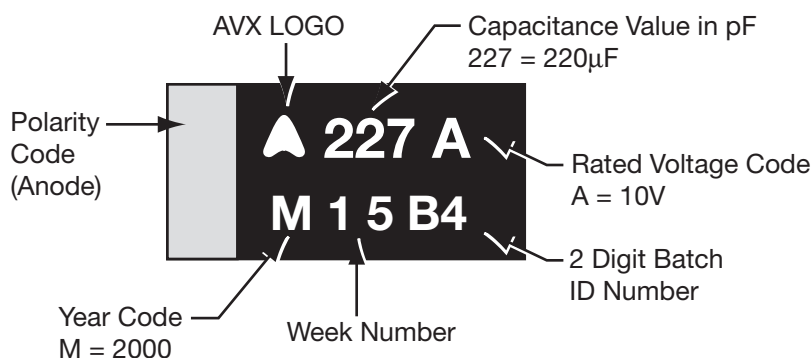 AVX LOGO
Capacitance Value in pF
227 = 220µF
Polarity
Code
(Anode)
227 A
Rated Voltage Code
A = 10V
M 1 5 B4
2 Digit Batch
ID Number
Year Code
M = 2000
Week Number